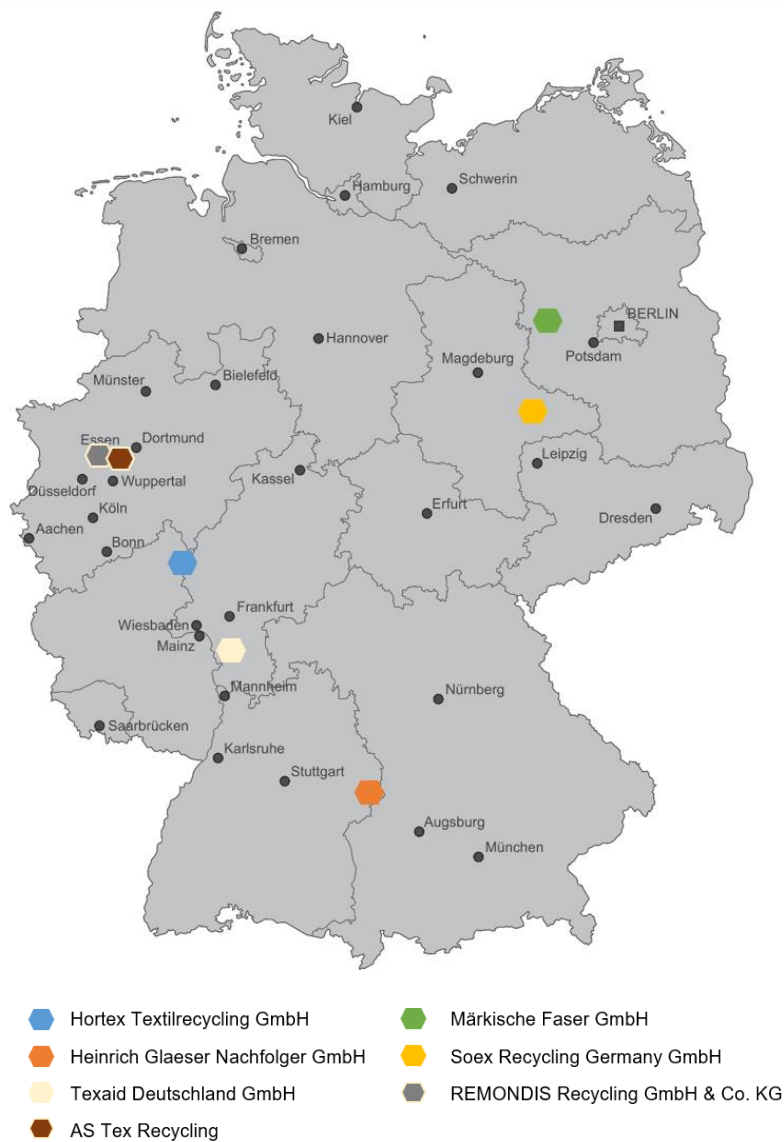 Kiel
Schwerin
Hamburg
Bremen
BERLIN
Hannover
Potsdam
Magdeburg
Bielefeld
Münster
Essen
Dortmund
Leipzig
Kassel
Düsseldorf
Wuppertal
Erfurt
Köln
Dresden
Aachen
Bonn
Frankfurt
Wiesbaden
Mainz
Mannheim
Nürnberg
Saarbrücken
Karlsruhe
Stuttgart
Augsburg
München
Hortex Textilrecycling GmbH
Märkische Faser GmbH
Heinrich Glaeser Nachfolger GmbH
Soex Recycling Germany GmbH
Texaid Deutschland GmbH
REMONDIS Recycling GmbH & Co. KG
AS Tex Recycling